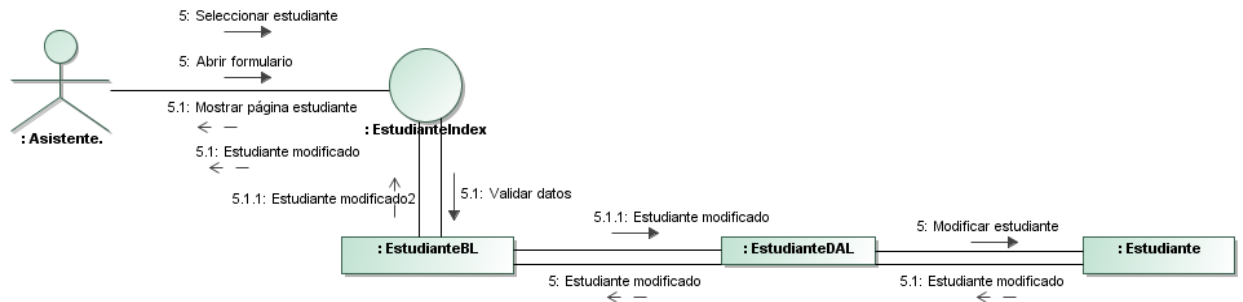 5: Seleccionar estudiante
5: Abrir formulario
5.1: Mostrar página estudiante
: EstudianteIndex
: Asistente.
5.1: Estudiante modificado
5.1.1: Estudiante modificado2
5.1: Validar datos
5.1.1: Estudiante modificado
5: Modificar estudiante
: EstudianteBL
: EstudianteDAL
: Estudiante
5: Estudiante modificado
5.1: Estudiante modificado